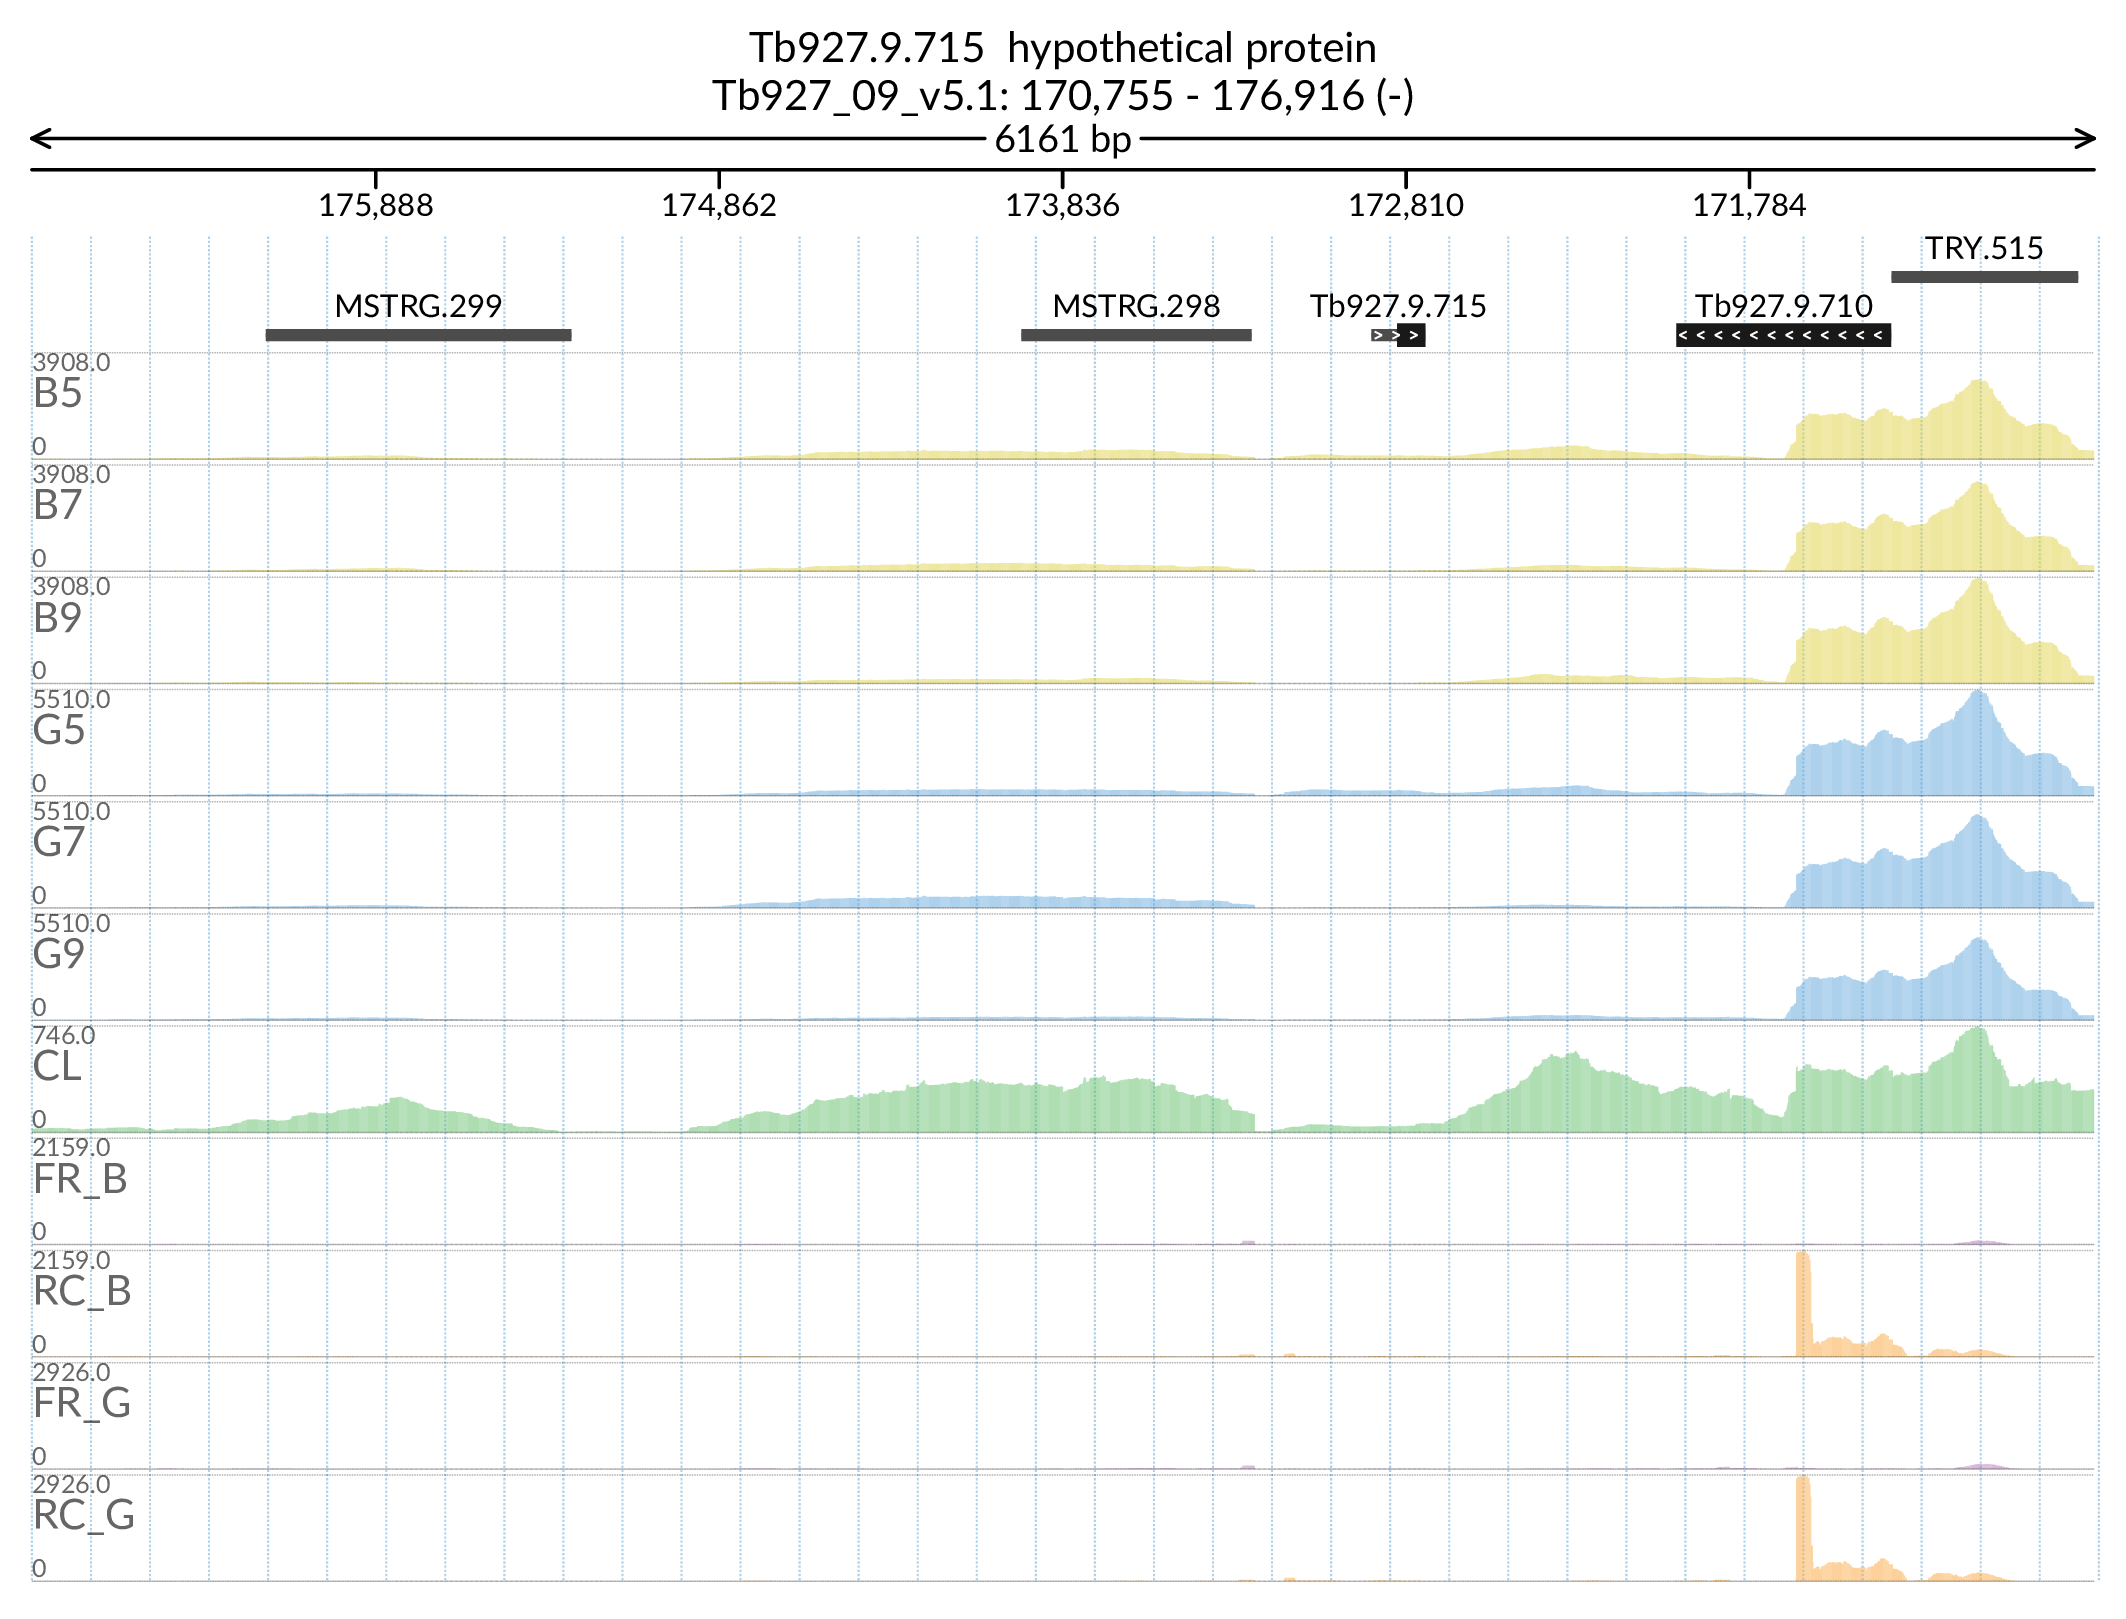 Tb927.9.715 hypothetical protein
Tb927_09_v5.1: 170,755 - 176,916 (-)
6161 bp
175,888 174,862 173,836 172,810 171,784
TRY.515
MSTRG.299 MSTRG.298 Tb927.9.715 Tb927.9.710
3908.0
B5
0
3908.0
B7
0
3908.0
B9
0
5510.0
G5
0
5510.0
G7
0
5510.0
G9
0
746.0
CL
0
2159.0
FR_B
0
2159.0
RC_B
0
2926.0
FR_G
0
2926.0
RC_G
0